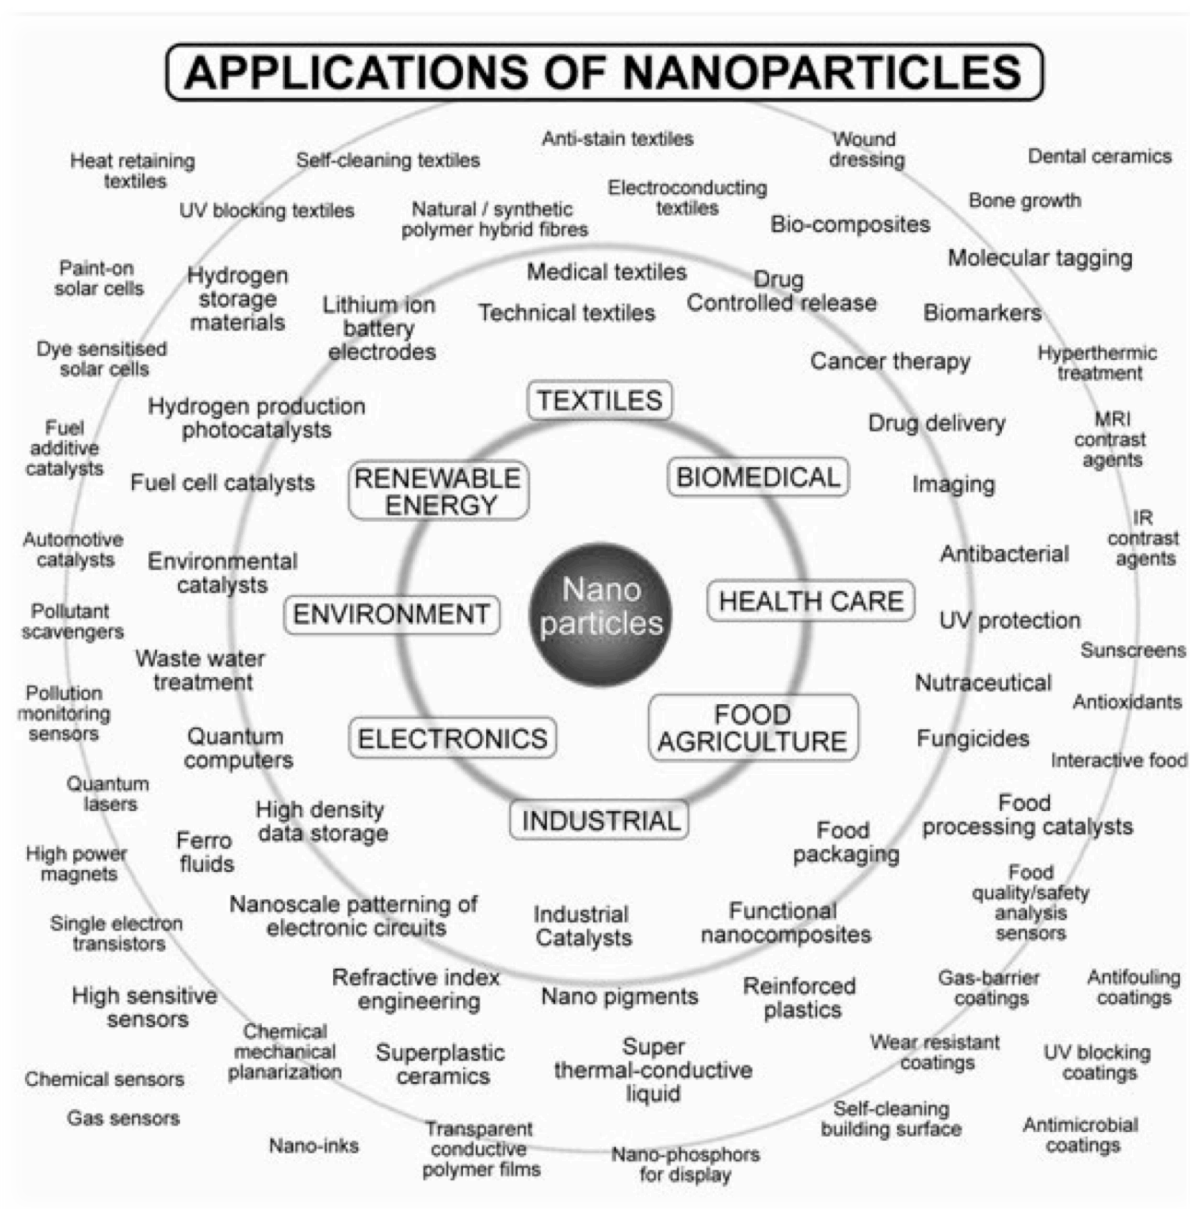 APPLICATIONS OF NANOPARTICLES
Heat retaining
textiles
Self-cleaning textiles
Anti-stain textiles
Wound
dressing
Dental ceramics
UV blocking textiles
Natural / synthetic
polymer hybrid fibres
Electroconducting
textiles
Bio-composites
Bone growth
Paint-on
solar cells
Hydrogen
storage
materials
Lithium ion
battery
electrodes
Medical textiles
Technical textiles
Drug
Controlled release
Molecular tagging
Biomarkers
Dye sensitised
solar cells
Cancer therapy
Hyperthermic
treatment
Hydrogen production
photocatalysts
TEXTILES
Drug delivery
MRI
contrast
agents
Fuel
additive
catalysts
Fuel cell catalysts
RENEWABLE
ENERGY
BIOMEDICAL
Imaging
IR
contrast
agents
Automotive
catalysts
Environmental
catalysts
Antibacterial
Nano
particles
Pollutant
scavengers
ENVIRONMENT
HEALTH CARE
UV protection
Sunscreens
Waste water
treatment
Nutraceutical
Antioxidants
Pollution
monitoring
sensors
Quantum
computers
ELECTRONICS
FOOD
AGRICULTURE
Fungicides
Interactive food
Quantum
lasers
High density
data storage
INDUSTRIAL
Food
packaging
Food
processing catalysts
High power
magnets
Ferro
fluids
Food
quality/safety
analysis
sensors
Single electron
transistors
Nanoscale patterning of
electronic circuits
Industrial
Catalysts
Functional
nanocomposites
High sensitive
sensors
Refractive index
engineering
Nano pigments
Reinforced
plastics
Gas-barrier
coatings
Antifouling
coatings
Chemical
mechanical
planarization
Superplastic
ceramics
Super
thermal-conductive
liquid
Wear resistant
coatings
UV blocking
coatings
Chemical sensors
Gas sensors
Nano-inks
Transparent
conductive
polymer films
Nano-phosphors
for display
Self-cleaning
building surface
Antimicrobial
coatings